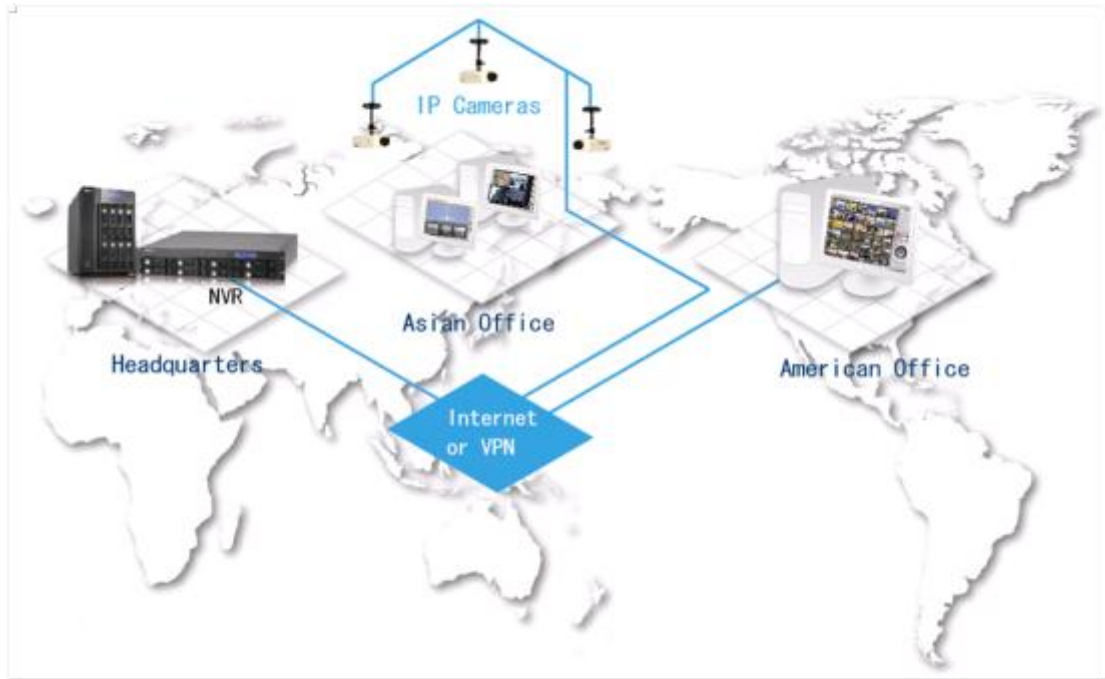 IP Cameras
NVR
Asian Office
Headquarters
American Office
Internet
or VPN